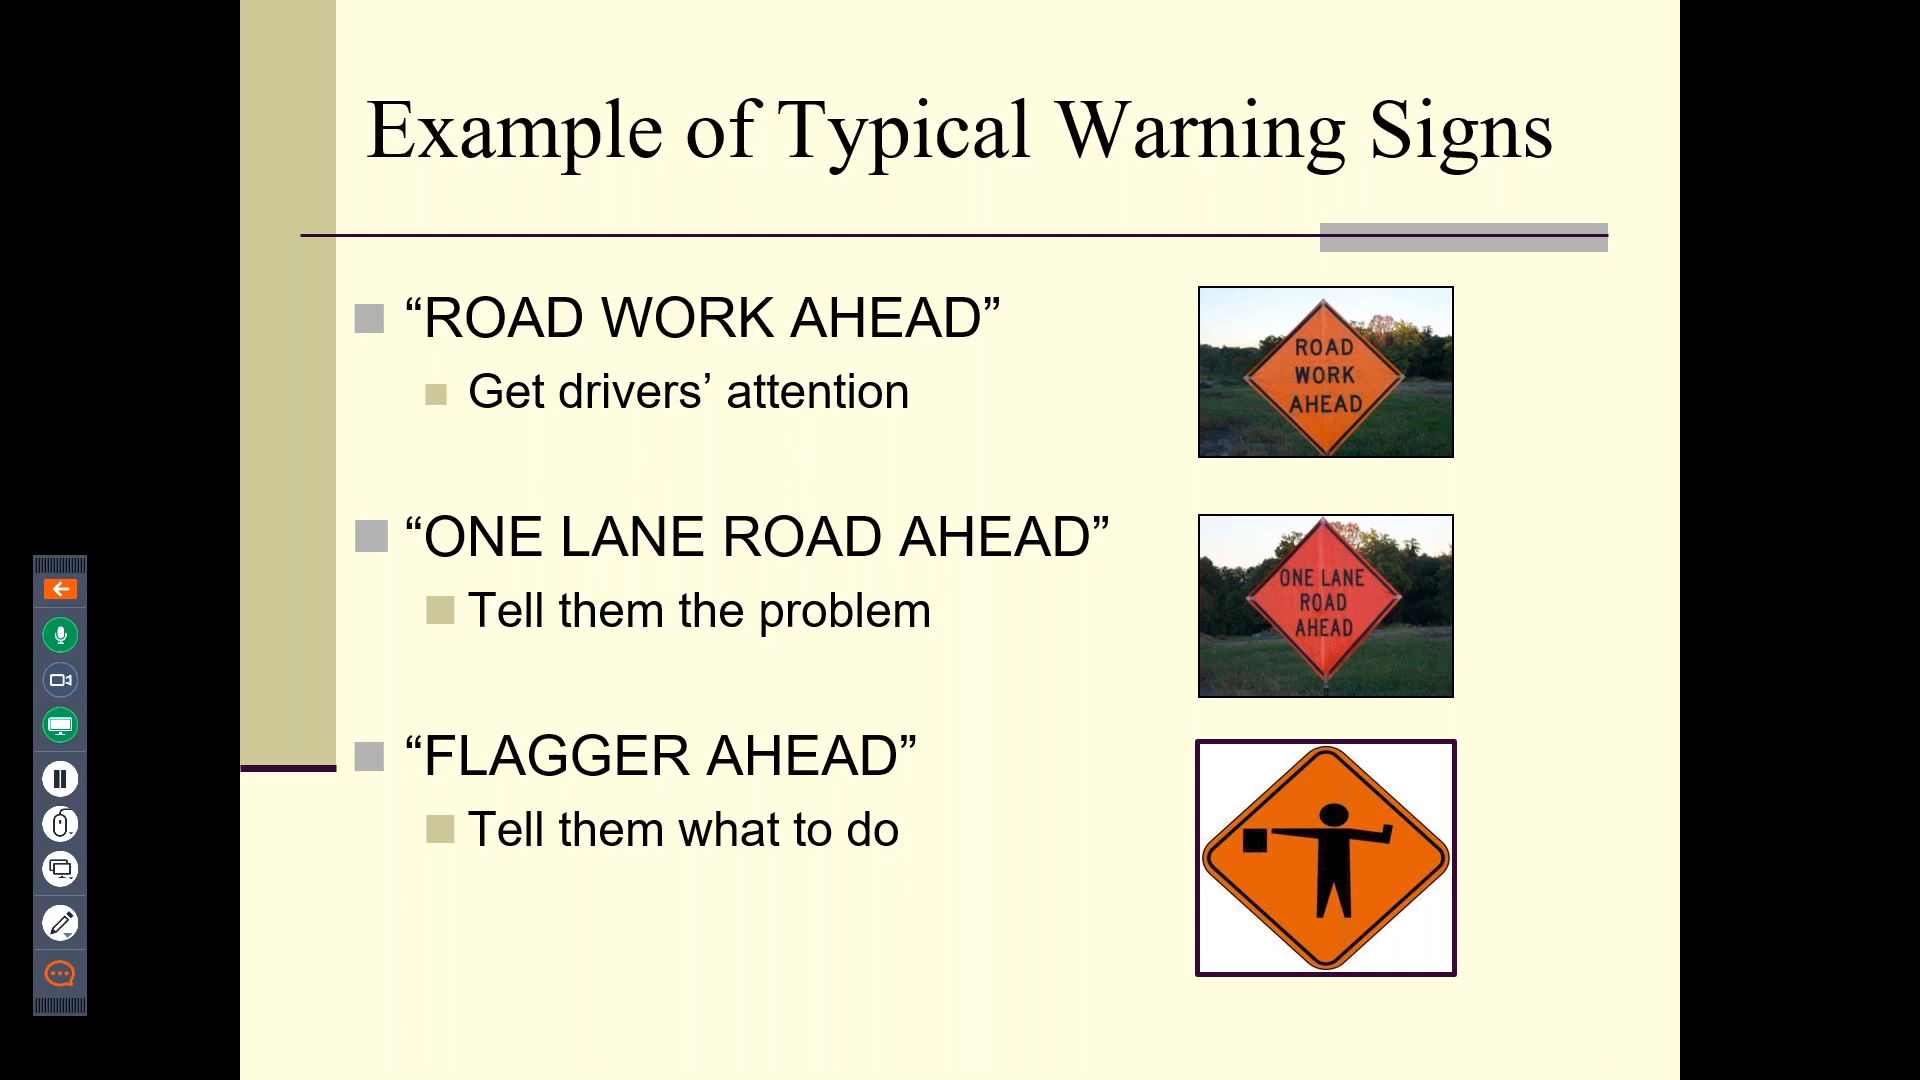 Example of Typical Warning Signs
“ROAD WORK AHEAD”
Get drivers’ attention
ROAD
WORK
AHEAD
“ONE LANE ROAD AHEAD”
Tell them the problem
ONE LANE
ROAD
AHEAD
“FLAGGER AHEAD”
Tell them what to do